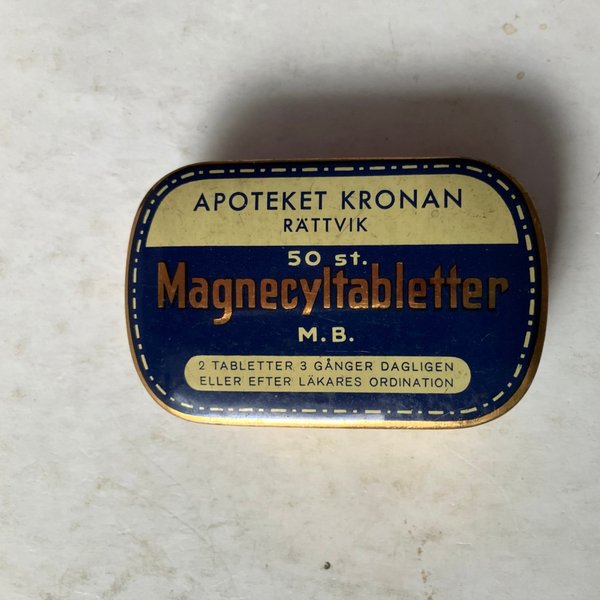 APOTEKET KRONAN
RÄTTVIK
50 st.
Magnecyltabletter
M.B.
2 TABLETTER 3 GÅNGER DAGLIGEN
ELLER EFTER LÄKARES ORDINATION